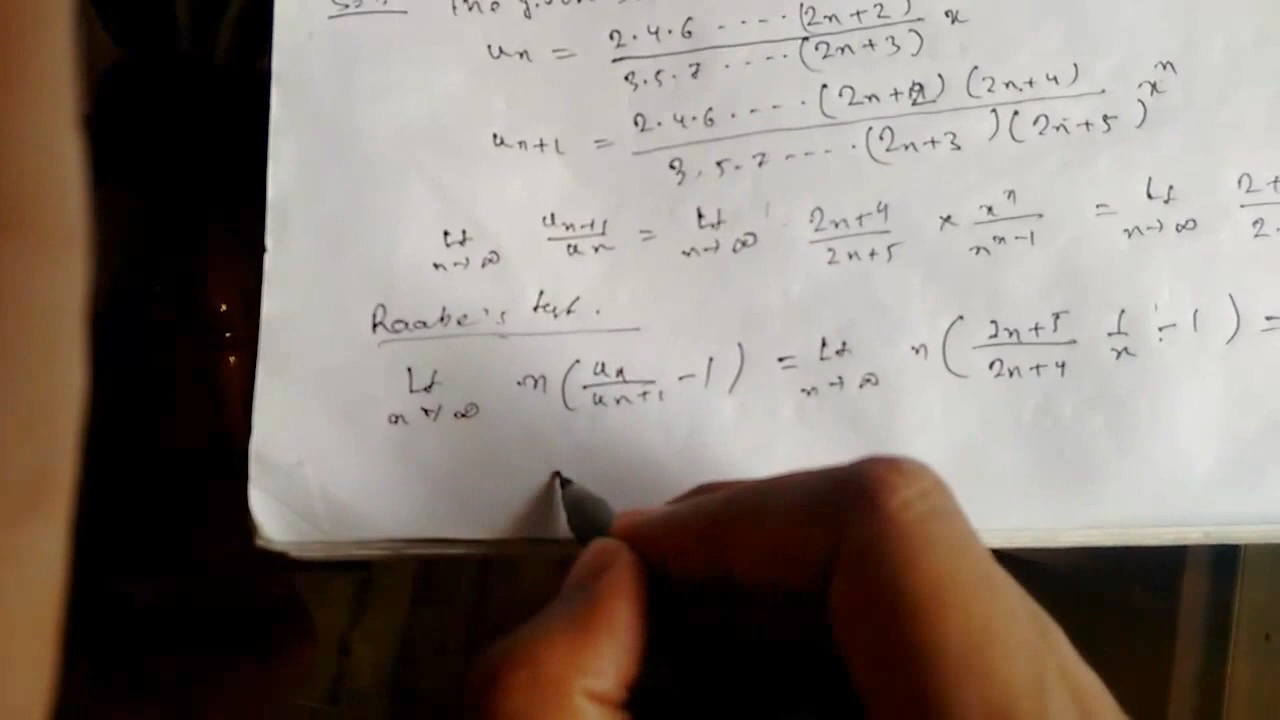 The given
un = 2.4.6 .... (2n+2) / 3.5.7 .... (2n+3) x
un+1 = 2.4.6 .... (2n+2) (2n+4) / 3.5.7 .... (2n+3) (2n+5) x^n
Lt n→∞ un+1/un = Lt n→∞ 2n+4/2n+5 × x^n/x^n-1 = Lt n→∞ 2+
Raabe's test.
Lt n→∞ n(un/un+1 -1) = Lt n→∞ n(2n+5/2n+4 1/x -1) =